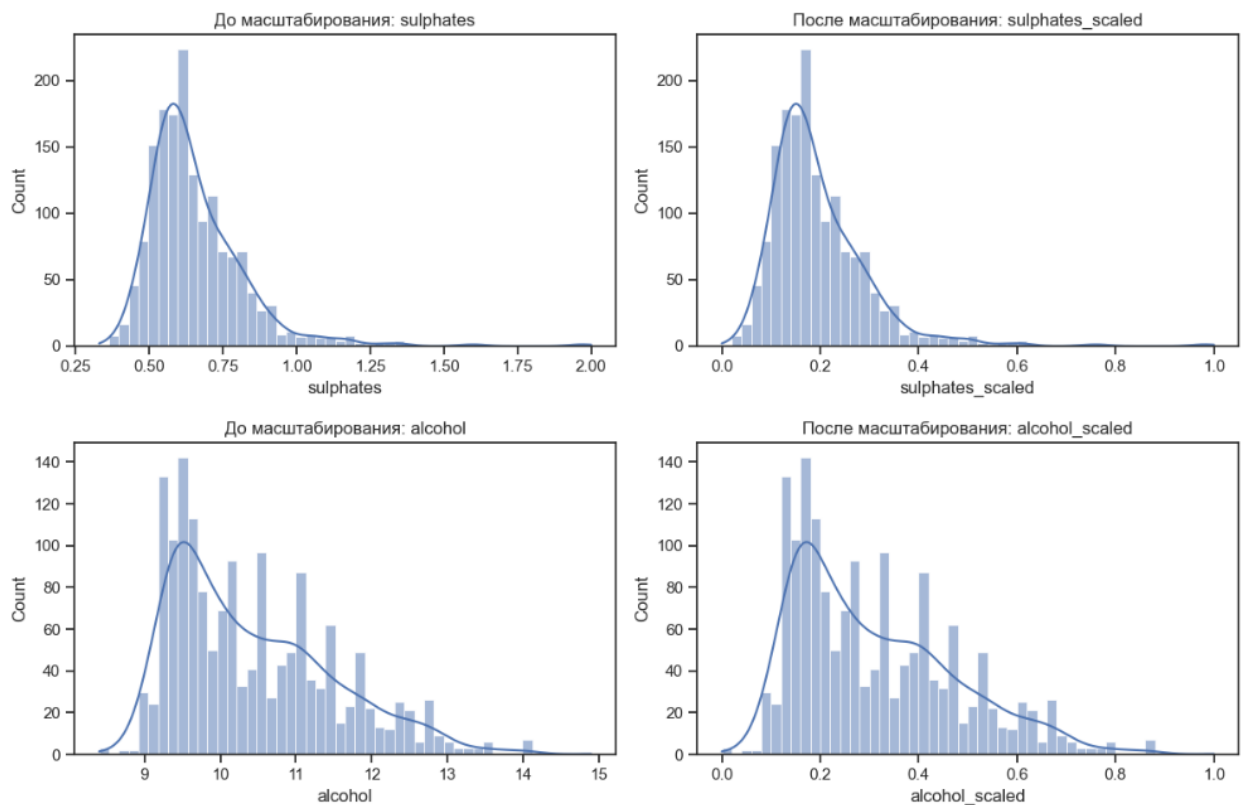 До масштабирования: sulphates
Count
200
150
100
50
0
0.25 0.50 0.75 1.00 1.25 1.50 1.75 2.00
sulphates
После масштабирования: sulphates_scaled
Count
200
150
100
50
0
0.0 0.2 0.4 0.6 0.8 1.0
sulphates_scaled
До масштабирования: alcohol
Count
140
120
100
80
60
40
20
0
9 10 11 12 13 14 15
alcohol
После масштабирования: alcohol_scaled
Count
140
120
100
80
60
40
20
0
0.0 0.2 0.4 0.6 0.8 1.0
alcohol_scaled